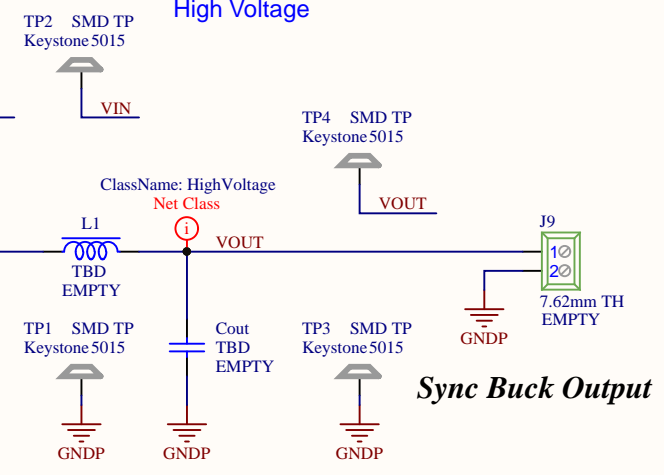 High Voltage
TP2 SMD TP
Keystone 5015
VIN
TP4 SMD TP
Keystone 5015
VOUT
ClassName: HighVoltage
Net Class
i
L1
VOUT
TBD
EMPTY
J9
1
2
7.62mm TH
EMPTY
GNDP
TP1 SMD TP
Keystone 5015
GNDP
Cout
TBD
EMPTY
GNDP
TP3 SMD TP
Keystone 5015
GNDP
Sync Buck Output